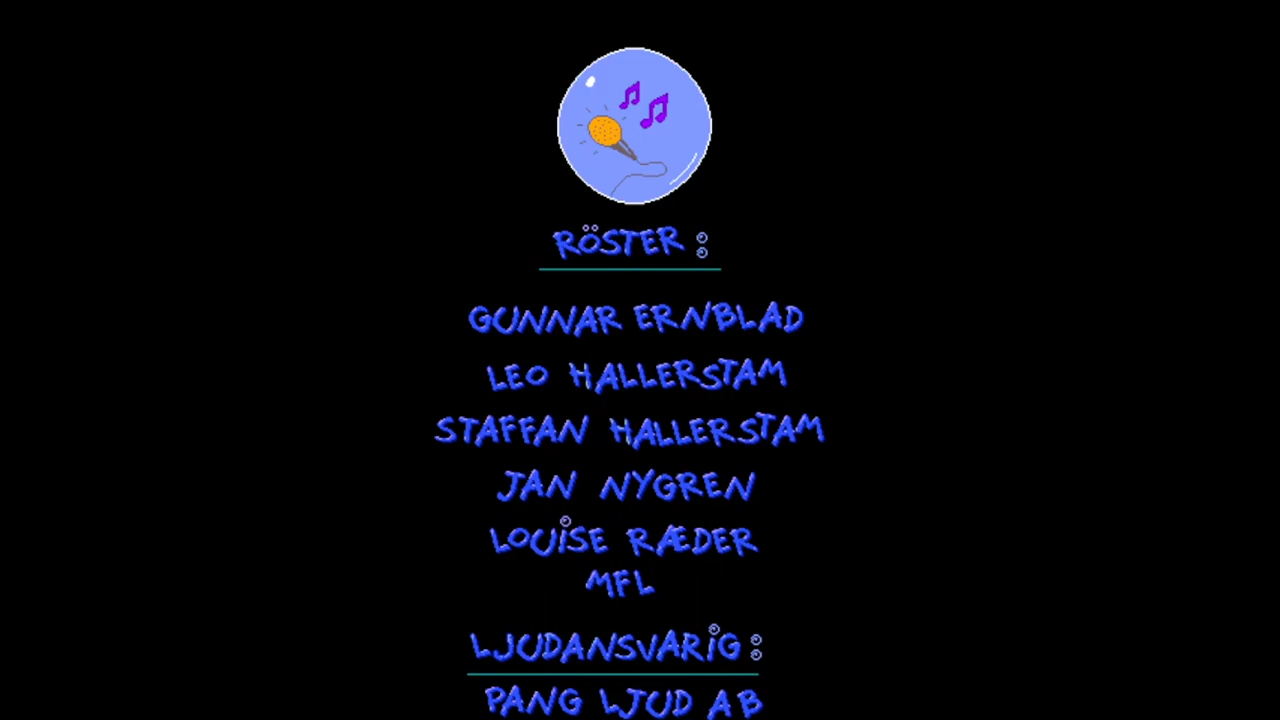 RÖSTER :
GUNNAR ERNBLAD
LEO HALLERSTAM
STAFFAN HALLERSTAM
JAN NYGREN
LOUiSE RÆDER
MFL
LJUDANSVARiG :
PANG LJUD AB